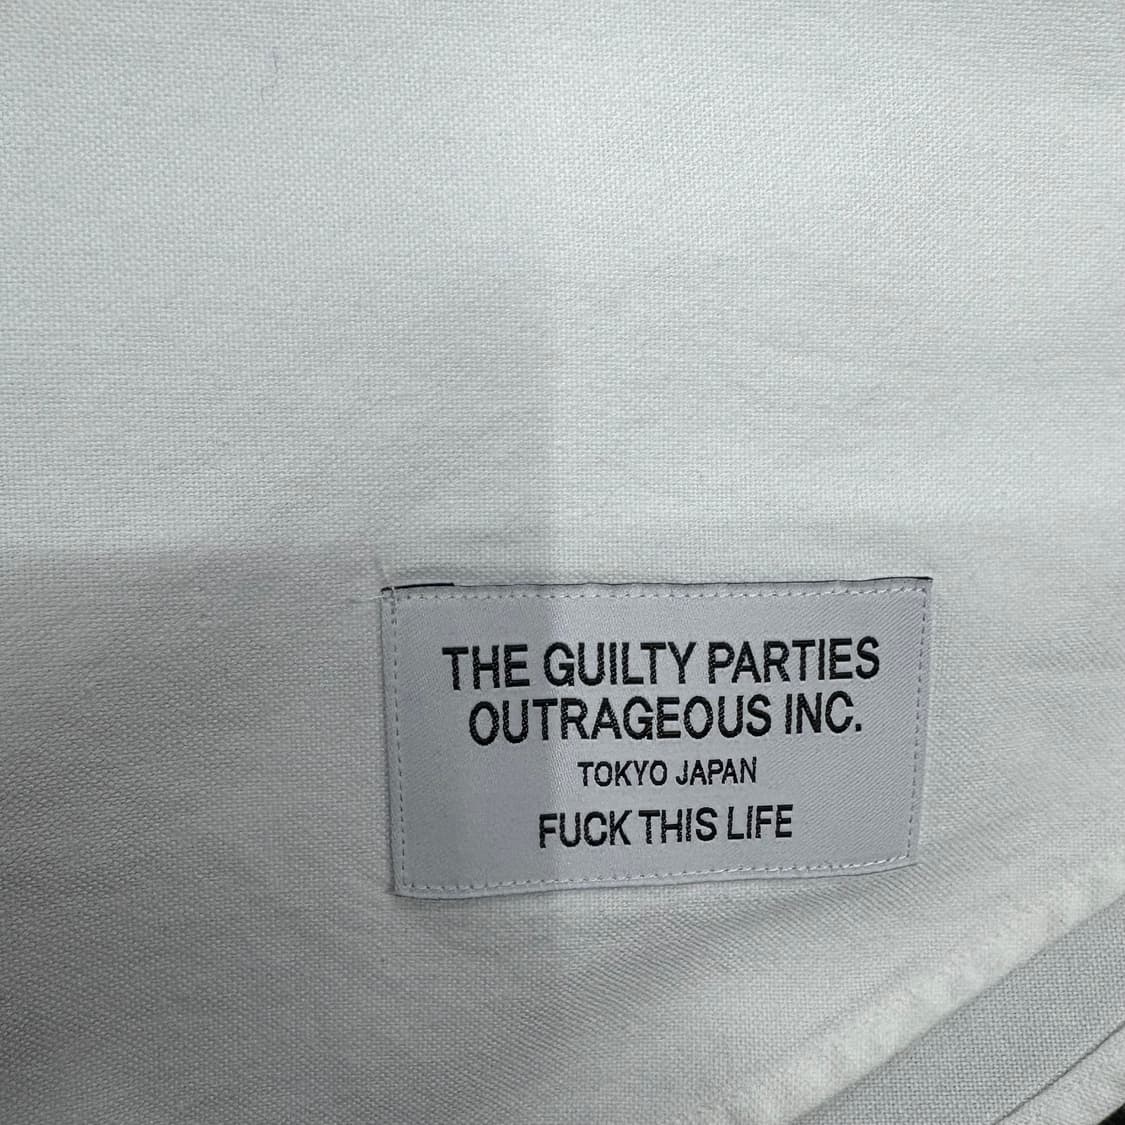 THE GUILTY PARTIES
OUTRAGEOUS INC.
TOKYO JAPAN
FUCK THIS LIFE